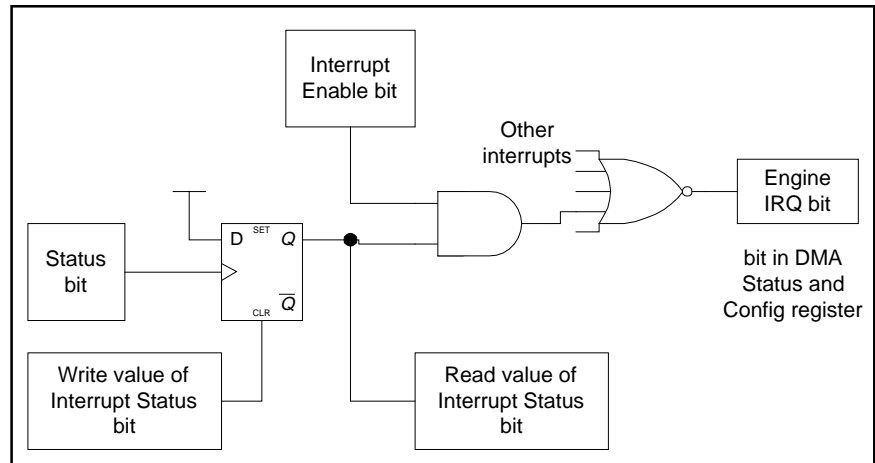 Interrupt
Enable bit
Other
interrupts
Engine
IRQ bit
bit in DMA
Status and
Config register
Status
bit
D
SET
Q
Q
CLR
Write value of
Interrupt Status
bit
Read value of
Interrupt Status
bit